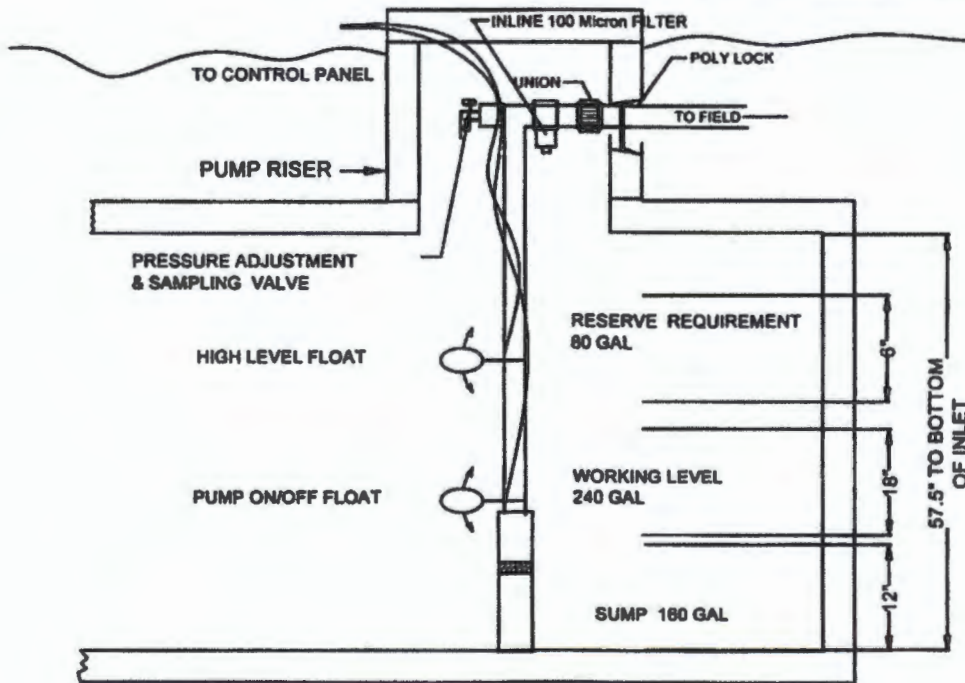 INLINE 100 Micron FILTER
TO CONTROL PANEL
UNION
POLY LOCK
TO FIELD
PUMP RISER
PRESSURE ADJUSTMENT
& SAMPLING VALVE
RESERVE REQUIREMENT
80 GAL
6"
HIGH LEVEL FLOAT
57.5" TO BOTTOM
OF INLET
WORKING LEVEL
240 GAL
18"
PUMP ON/OFF FLOAT
12"
SUMP 160 GAL